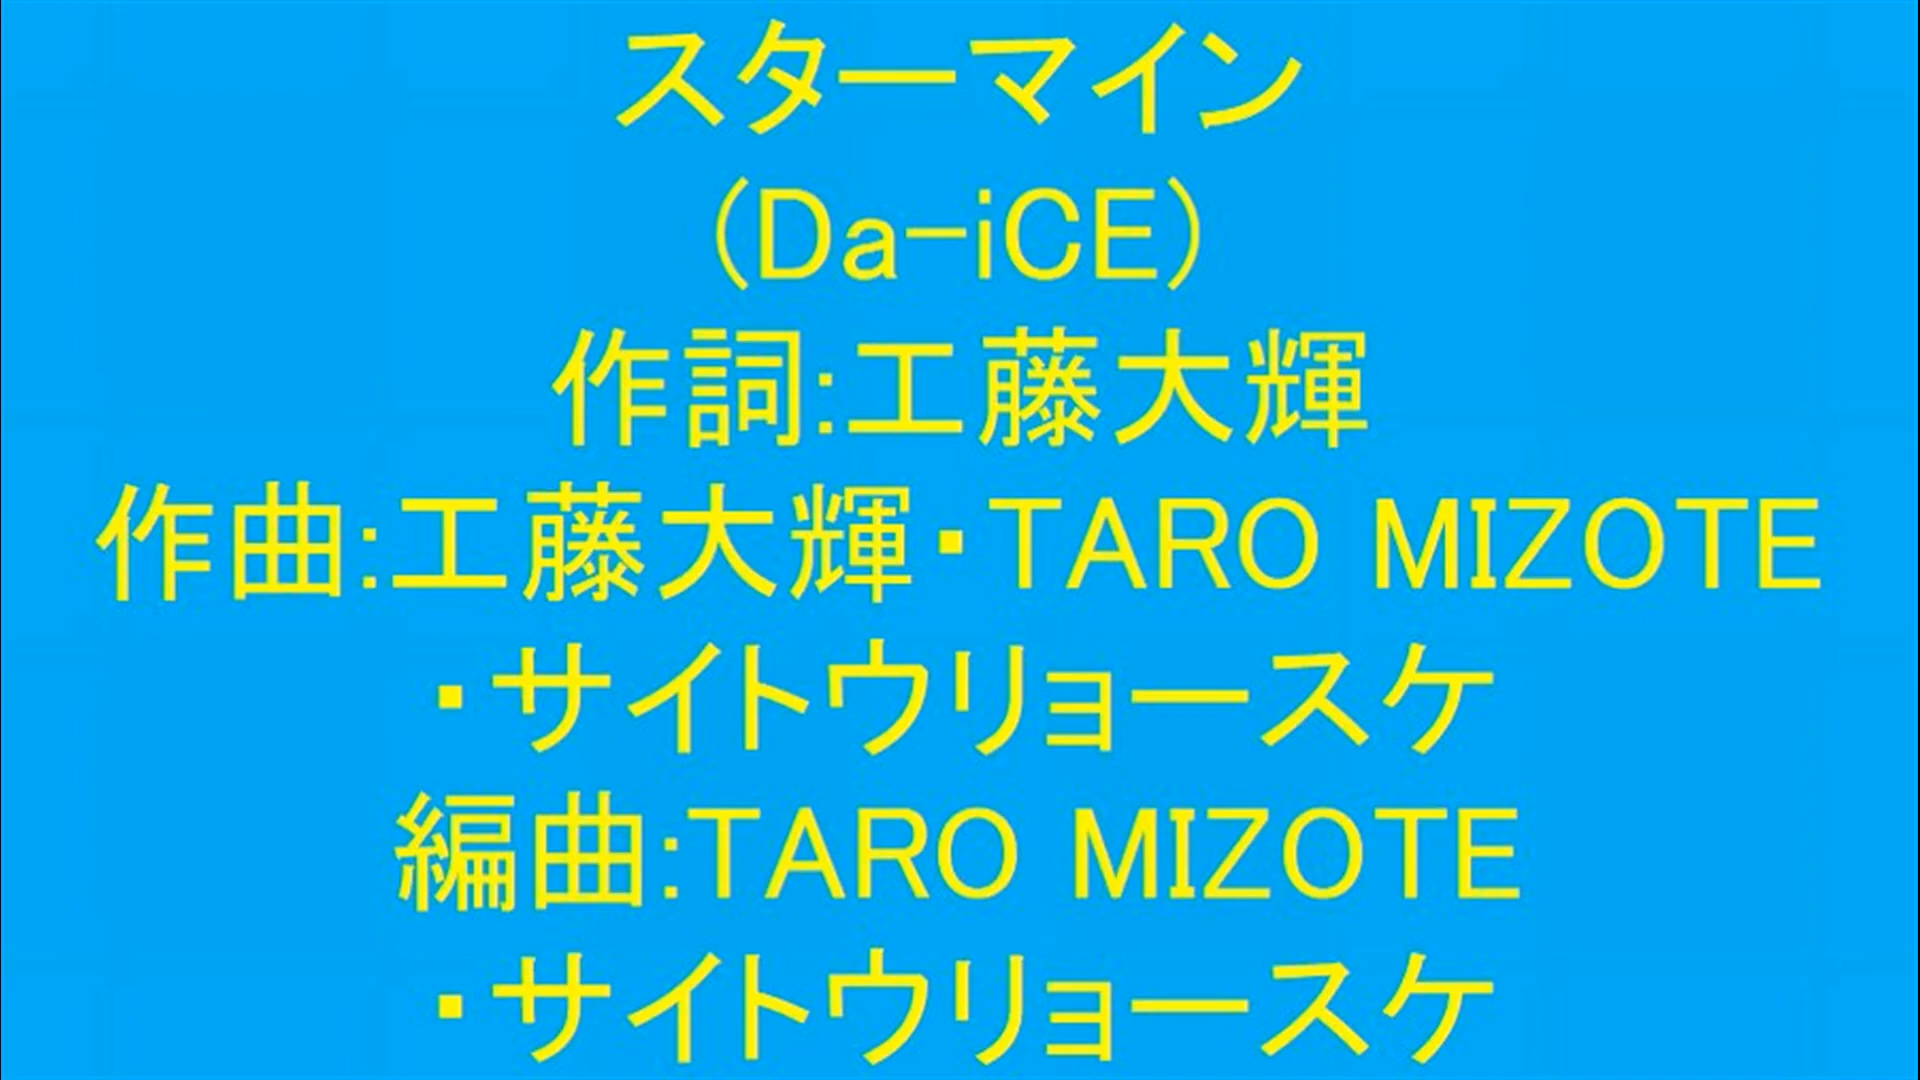 スターマイン
(Da-iCE)
作詞:工藤大輝
作曲:工藤大輝・TARO MIZOTE
・サイトウリョースケ
編曲:TARO MIZOTE
・サイトウリョースケ